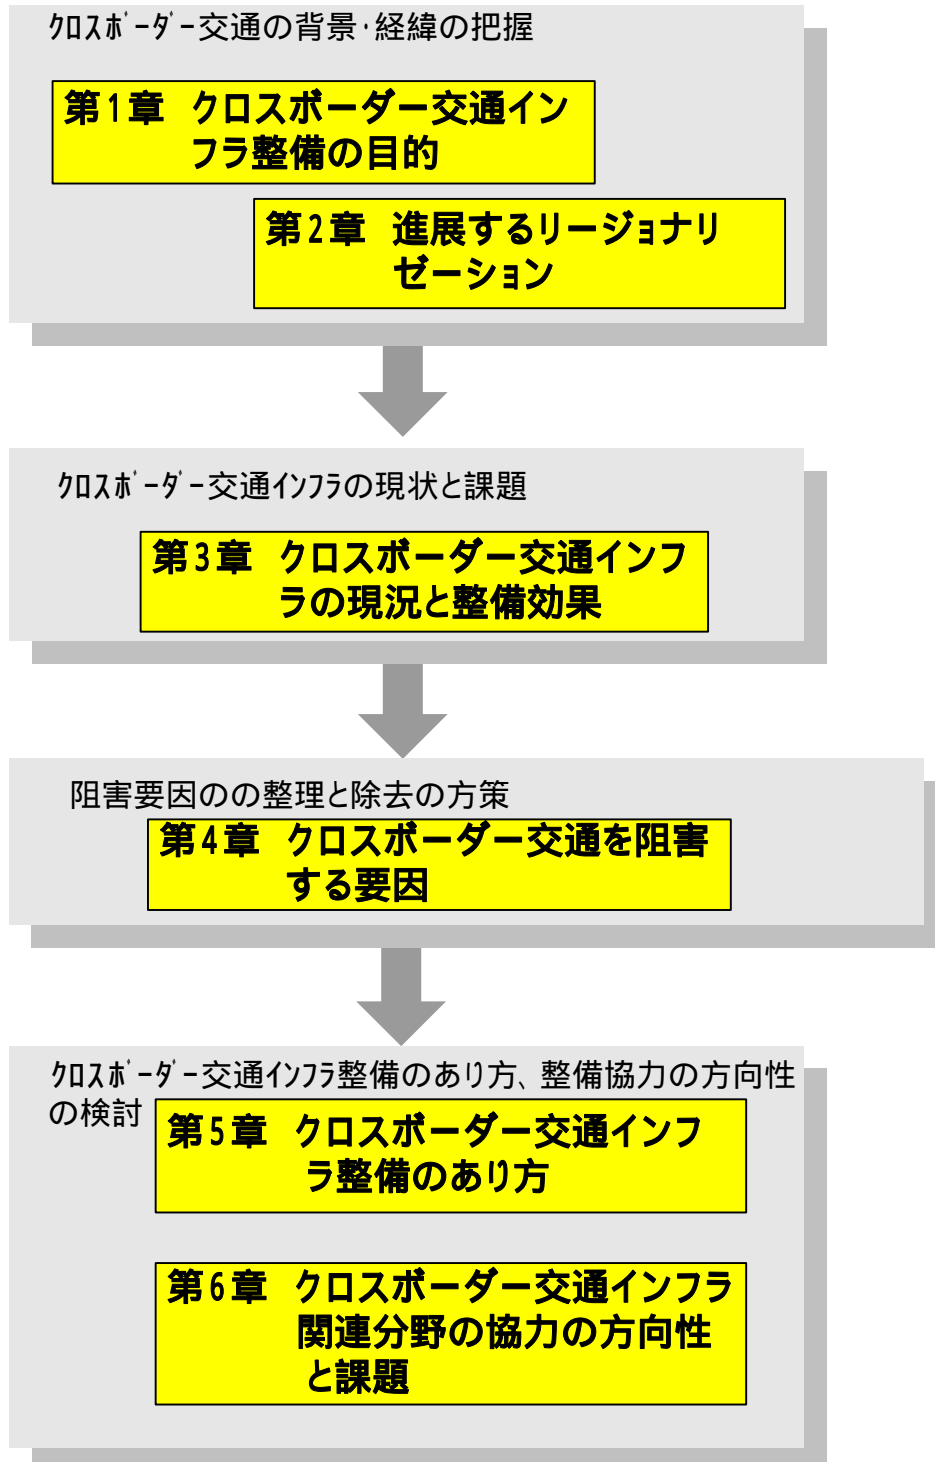 ｸﾛｽﾎﾞｰﾀﾞｰ交通の背景･経緯の把握
第1章 クロスボーダー交通イン
フラ整備の目的
第2章 進展するリージョナリ
ゼーション
ｸﾛｽﾎﾞｰﾀﾞｰ交通ｲﾝﾌﾗの現状と課題
第3章 クロスボーダー交通インフ
ラの現況と整備効果
阻害要因のの整理と除去の方策
第4章 クロスボーダー交通を阻害
する要因
ｸﾛｽﾎﾞｰﾀﾞｰ交通ｲﾝﾌﾗ整備のあり方、整備協力の方向性
の検討
第5章 クロスボーダー交通インフ
ラ整備のあり方
第6章 クロスボーダー交通インフラ
関連分野の協力の方向性
と課題